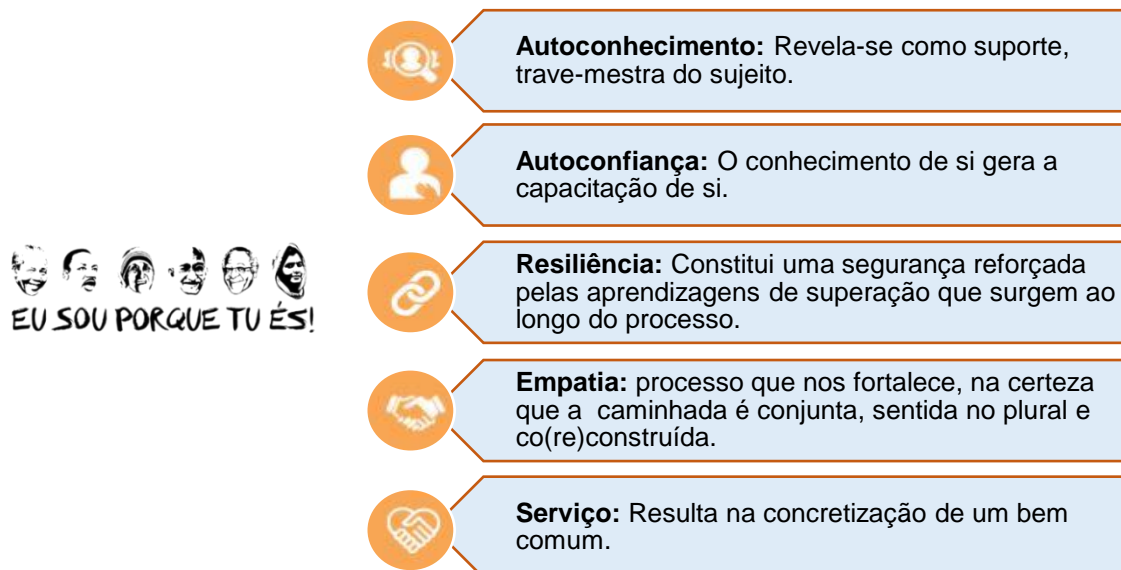 Autoconhecimento: Revela-se como suporte,
trave-mestra do sujeito.
Autoconfiança: O conhecimento de si gera a
capacitação de si.
EU SOU PORQUE TU ÉS!
Resiliência: Constitui uma segurança reforçada
pelas aprendizagens de superação que surgem ao
longo do processo.
Empatia: processo que nos fortalece, na certeza
que a caminhada é conjunta, sentida no plural e
co(re)construída.
Serviço: Resulta na concretização de um bem
comum.